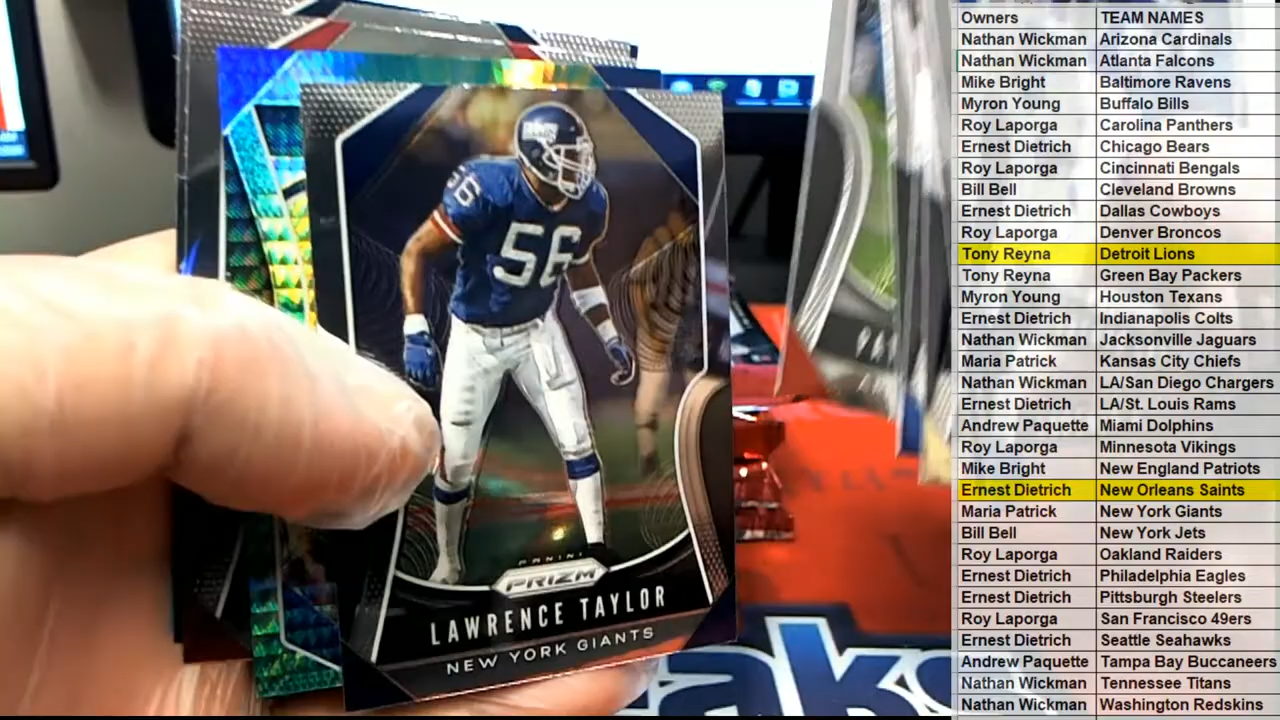 56
56
PANINI
PRIZM
LAWRENCE TAYLOR
NEW YORK GIANTS
Owners TEAM NAMES
Nathan Wickman Arizona Cardinals
Nathan Wickman Atlanta Falcons
Mike Bright Baltimore Ravens
Myron Young Buffalo Bills
Roy Laporga Carolina Panthers
Ernest Dietrich Chicago Bears
Roy Laporga Cincinnati Bengals
Bill Bell Cleveland Browns
Ernest Dietrich Dallas Cowboys
Roy Laporga Denver Broncos
Tony Reyna Detroit Lions
Tony Reyna Green Bay Packers
Myron Young Houston Texans
Ernest Dietrich Indianapolis Colts
Nathan Wickman Jacksonville Jaguars
Maria Patrick Kansas City Chiefs
Nathan Wickman LA/San Diego Chargers
Ernest Dietrich LA/St. Louis Rams
Andrew Paquette Miami Dolphins
Roy Laporga Minnesota Vikings
Mike Bright New England Patriots
Ernest Dietrich New Orleans Saints
Maria Patrick New York Giants
Bill Bell New York Jets
Roy Laporga Oakland Raiders
Ernest Dietrich Philadelphia Eagles
Ernest Dietrich Pittsburgh Steelers
Roy Laporga San Francisco 49ers
Ernest Dietrich Seattle Seahawks
Andrew Paquette Tampa Bay Buccaneers
Nathan Wickman Tennessee Titans
Nathan Wickman Washington Redskins